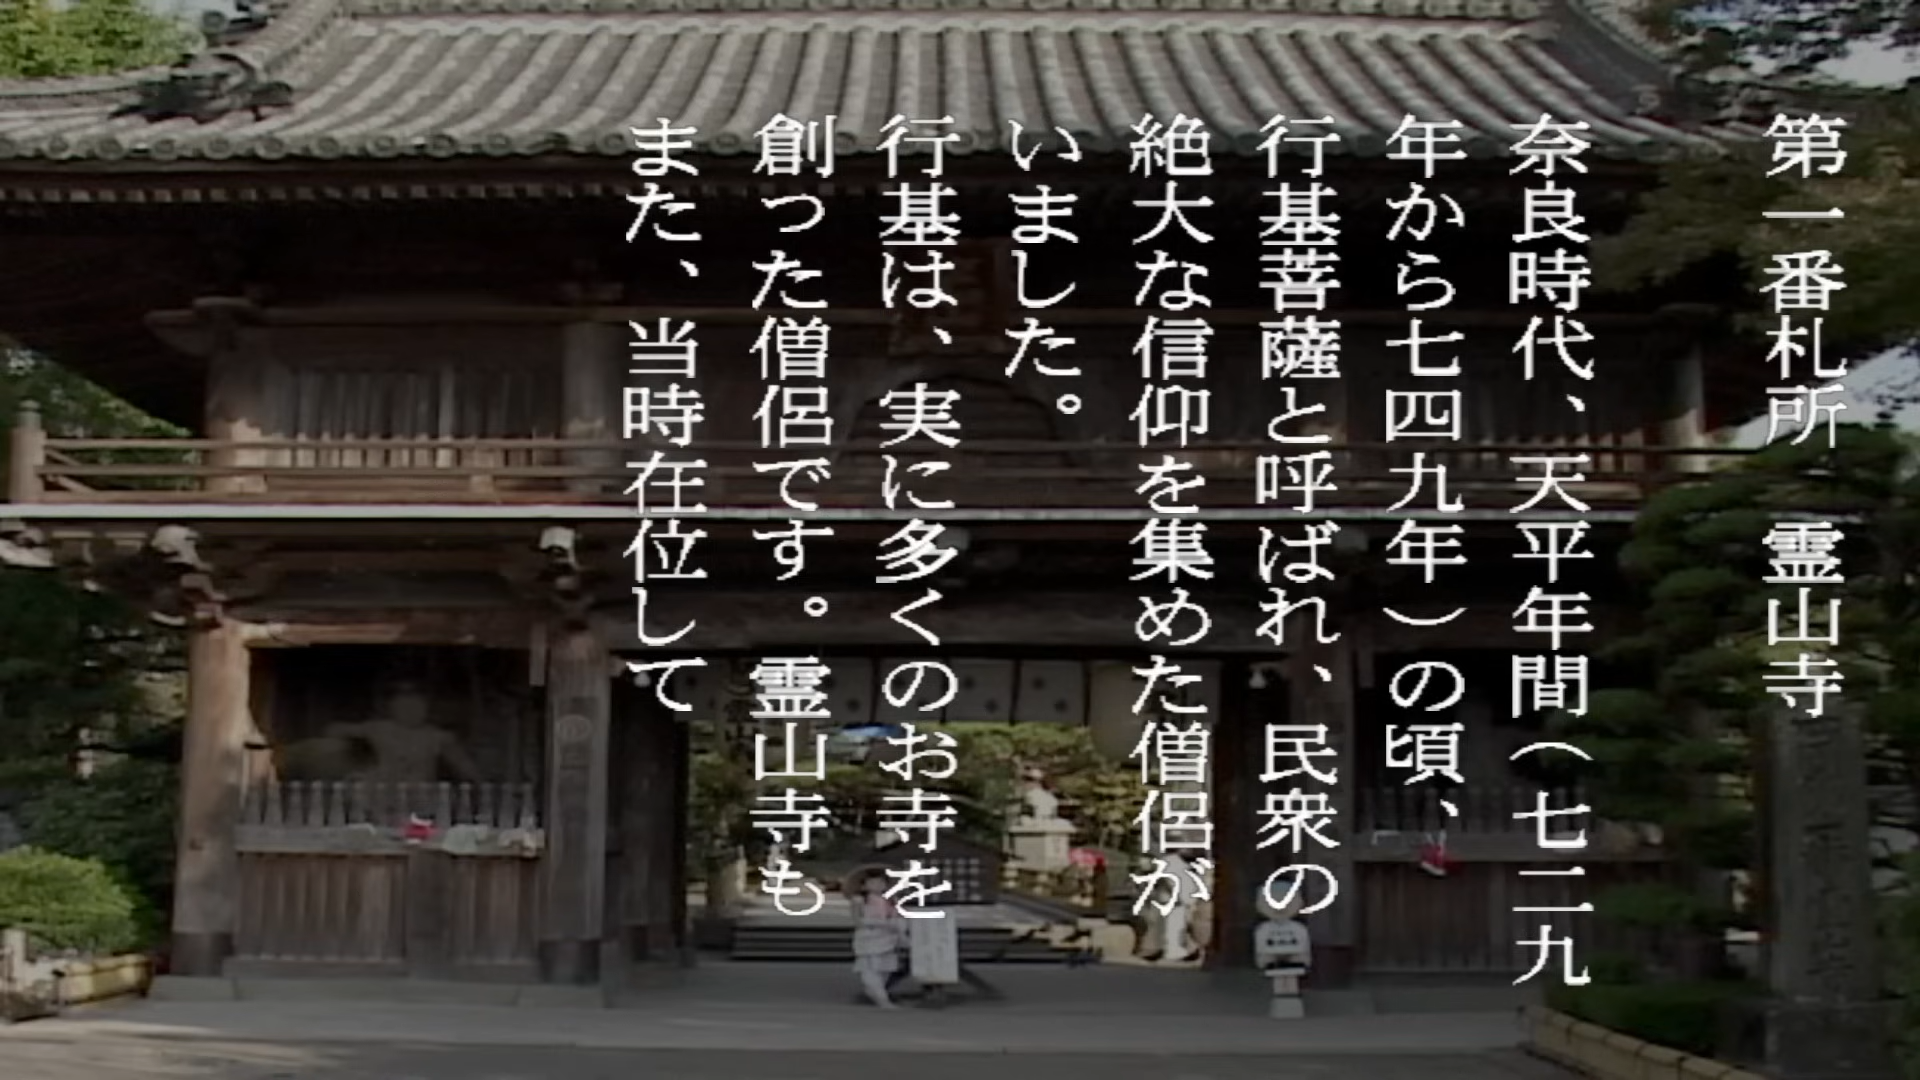 第一番札所　霊山寺
奈良時代、天平年間（七二九
年から七四九年）の頃、
行基菩薩と呼ばれ、民衆の
絶大な信仰を集めた僧侶が
いました。
行基は、実に多くのお寺を
創った僧侶です。霊山寺も
また、当時在位して